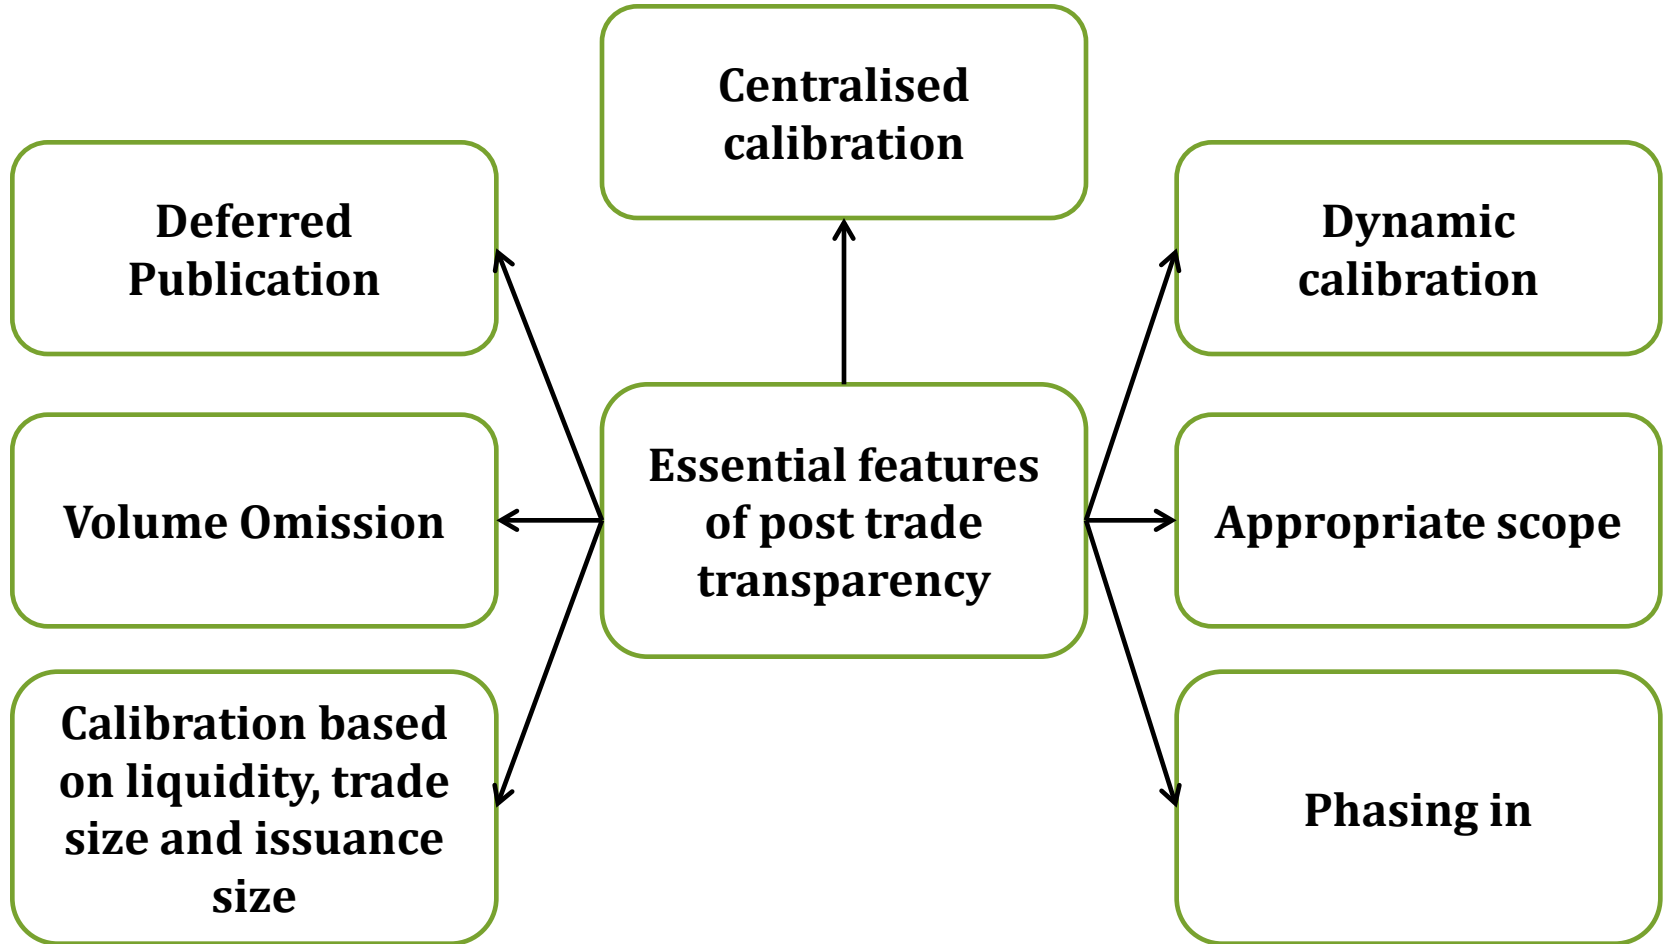 Centralised
calibration
Deferred
Publication
Dynamic
calibration
Essential features
of post trade
transparency
Volume Omission
Appropriate scope
Calibration based
on liquidity, trade
size and issuance
size
Phasing in